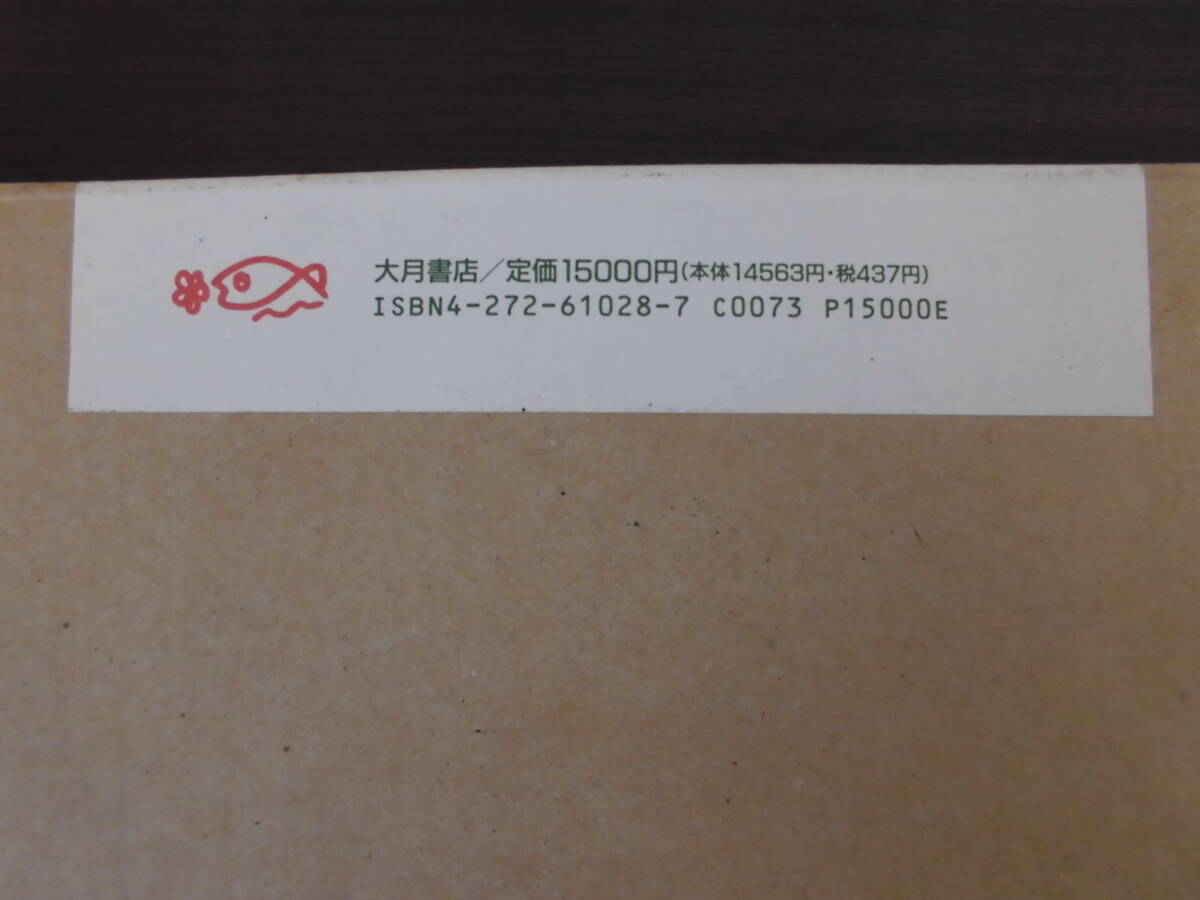 大月書店/定価15000円(本体14563円・税437円)
ISBN4-272-61028-7 C0073 P15000E